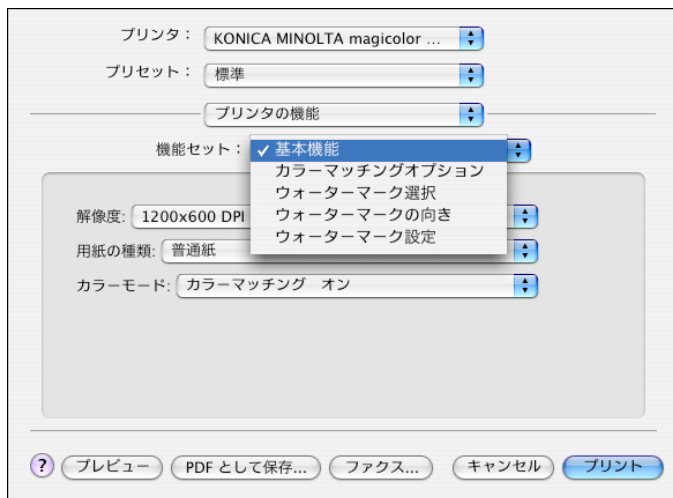 プリンタ： KONICA MINOLTA magicolor ...
プリセット： 標準
プリンタの機能
機能セット： ✓ 基本機能
カラーマッチングオプション
ウォーターマーク選択
ウォーターマークの向き
ウォーターマーク設定
解像度: 1200x600 DPI
用紙の種類: 普通紙
カラーモード: カラーマッチング　オン
? プレビュー PDF として保存... ファクス... キャンセル プリント